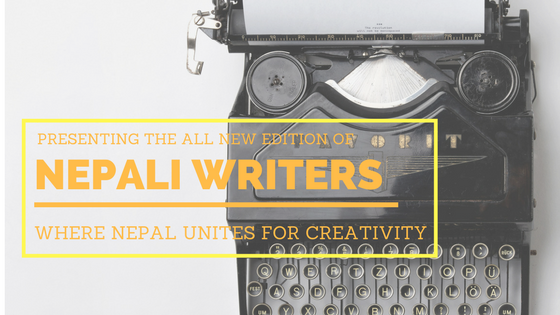 PRESENTING THE ALL NEW EDITION OF
NEPALI WRITERS
WHERE NEPAL UNITES FOR CREATIVITY
Q W E R T Z U I O P Ü
A S D F G H J K L Ö Ä
Y X C V B N M